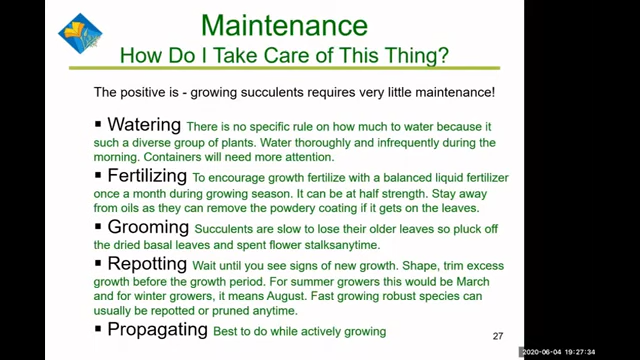 Maintenance
How Do I Take Care of This Thing?
The positive is - growing succulents requires very little maintenance!
▪ Watering There is no specific rule on how much to water because it
such a diverse group of plants. Water thoroughly and infrequently during the
morning. Containers will need more attention.
▪ Fertilizing To encourage growth fertilize with a balanced liquid fertilizer
once a month during growing season. It can be at half strength. Stay away
from oils as they can remove the powdery coating if it gets on the leaves.
▪ Grooming Succulents are slow to lose their older leaves so pluck off
the dried basal leaves and spent flower stalksanytime.
▪ Repotting Wait until you see signs of new growth. Shape, trim excess
growth before the growth period. For summer growers this would be March
and for winter growers, it means August. Fast growing robust species can
usually be repotted or pruned anytime.
▪ Propagating Best to do while actively growing
27
2020-06-04 19:27:34